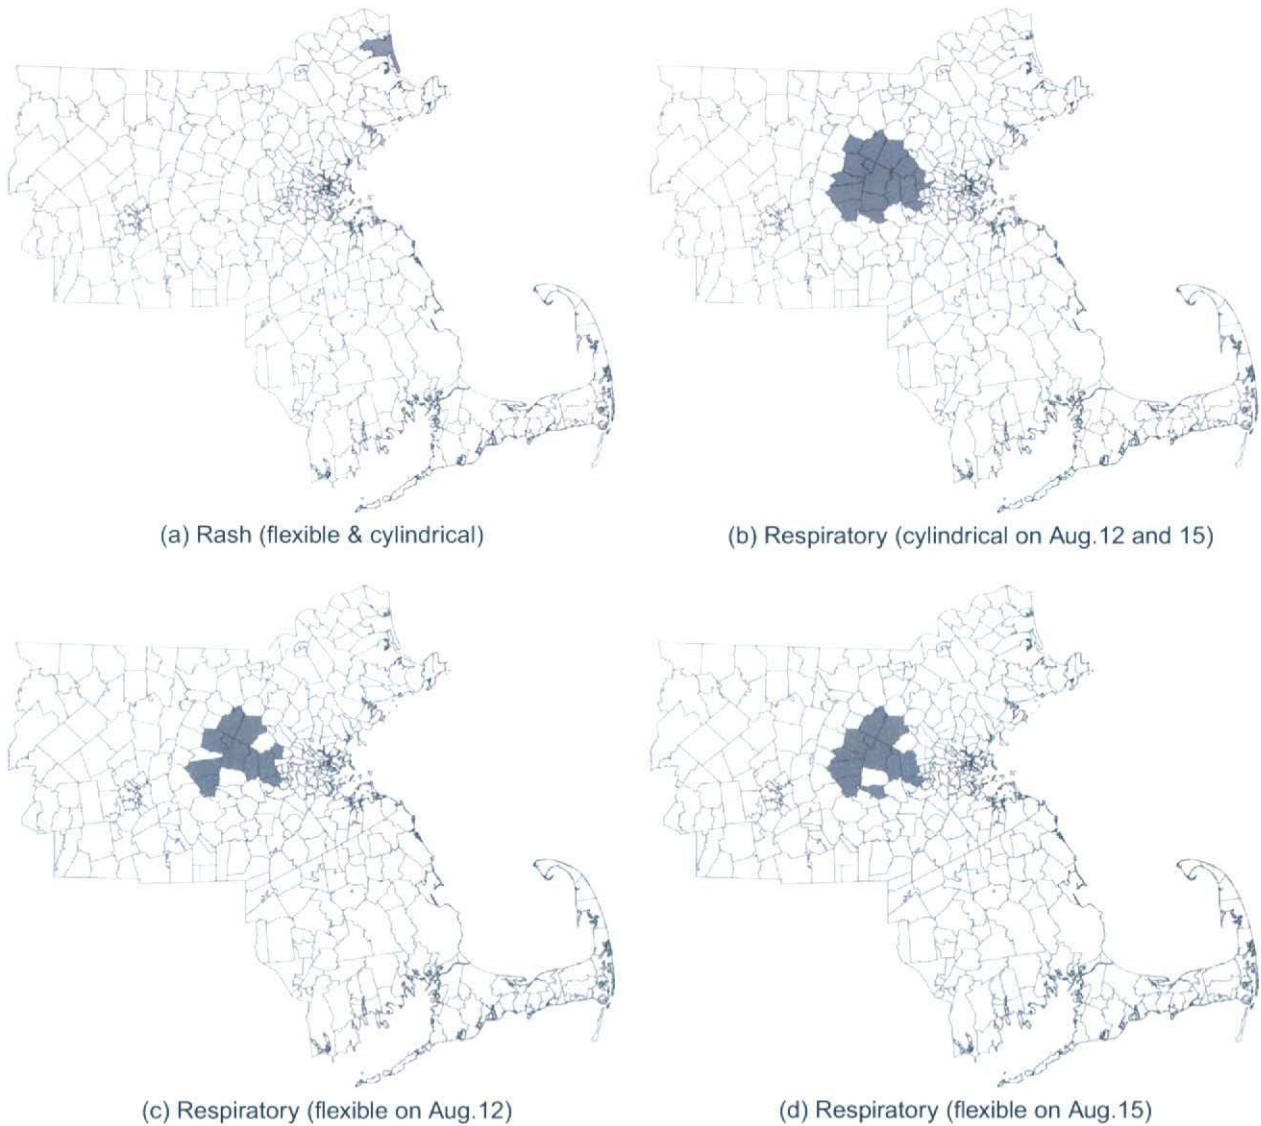 (a) Rash (flexible & cylindrical)
(b) Respiratory (cylindrical on Aug.12 and 15)
(c) Respiratory (flexible on Aug.12)
(d) Respiratory (flexible on Aug.15)